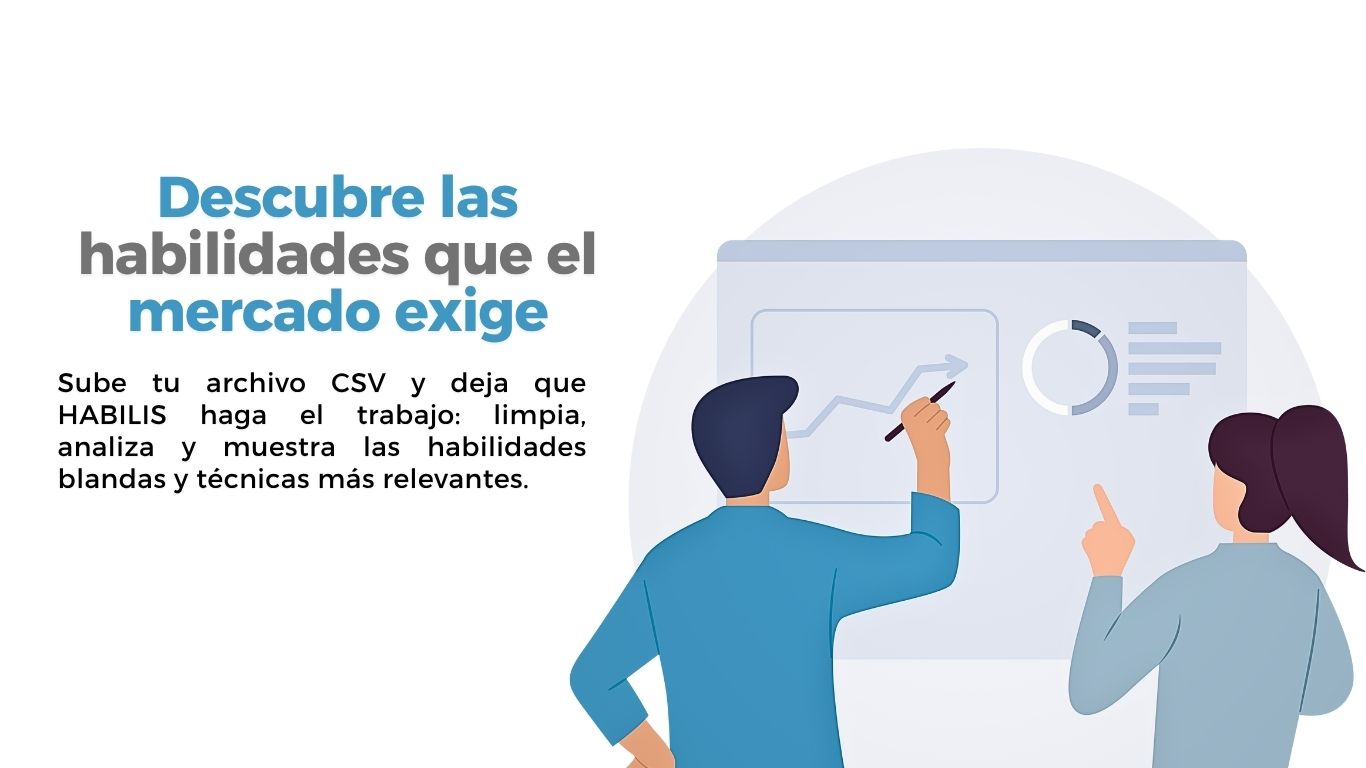 Descubre las
habilidades que el
mercado exige
Sube tu archivo CSV y deja que
HABILIS haga el trabajo: limpia,
analiza y muestra las habilidades
blandas y técnicas más relevantes.